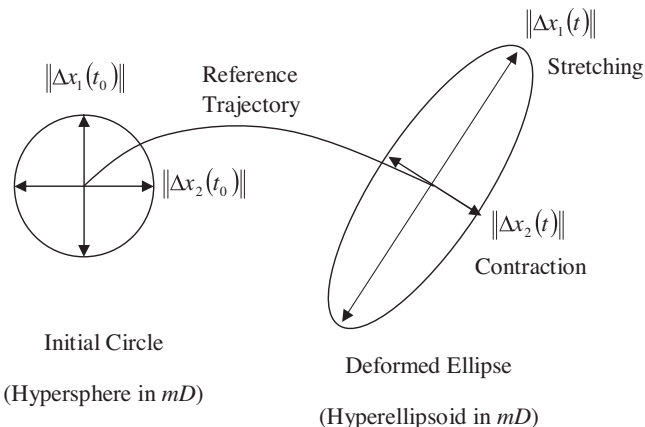 ‖Δx₁(t)‖
Stretching
‖Δx₁(t₀)‖
Reference
Trajectory
‖Δx₂(t₀)‖
‖Δx₂(t)‖
Contraction
Initial Circle
(Hypersphere in mD)
Deformed Ellipse
(Hyperellipsoid in mD)